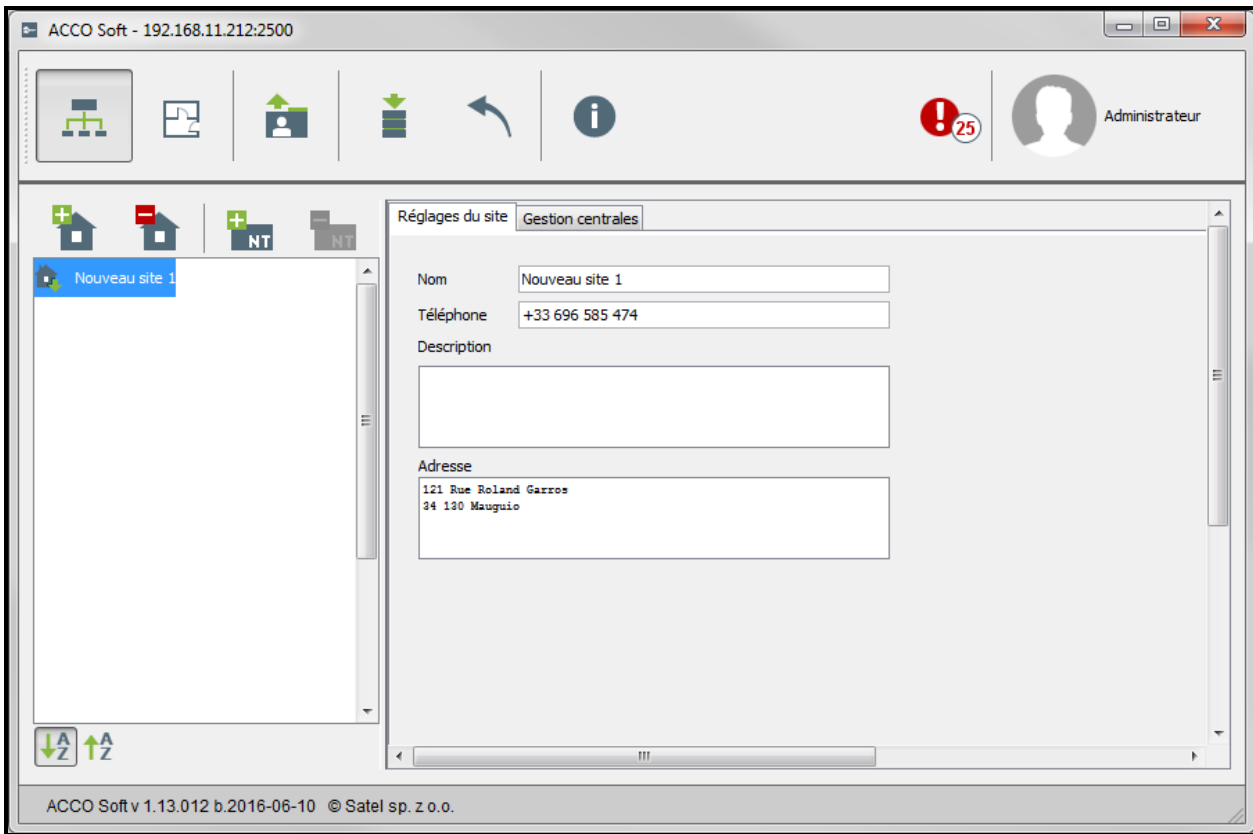 ACCO Soft - 192.168.11.212:2500
25
Administrateur
NT
NT
Nouveau site 1
Réglages du site
Gestion centrales
Nom
Nouveau site 1
Téléphone
+33 696 585 474
Description
Adresse
121 Rue Roland Garros
34 130 Mauguio
A
Z
A
Z
ACCO Soft v 1.13.012 b.2016-06-10 © Satel sp. z o.o.